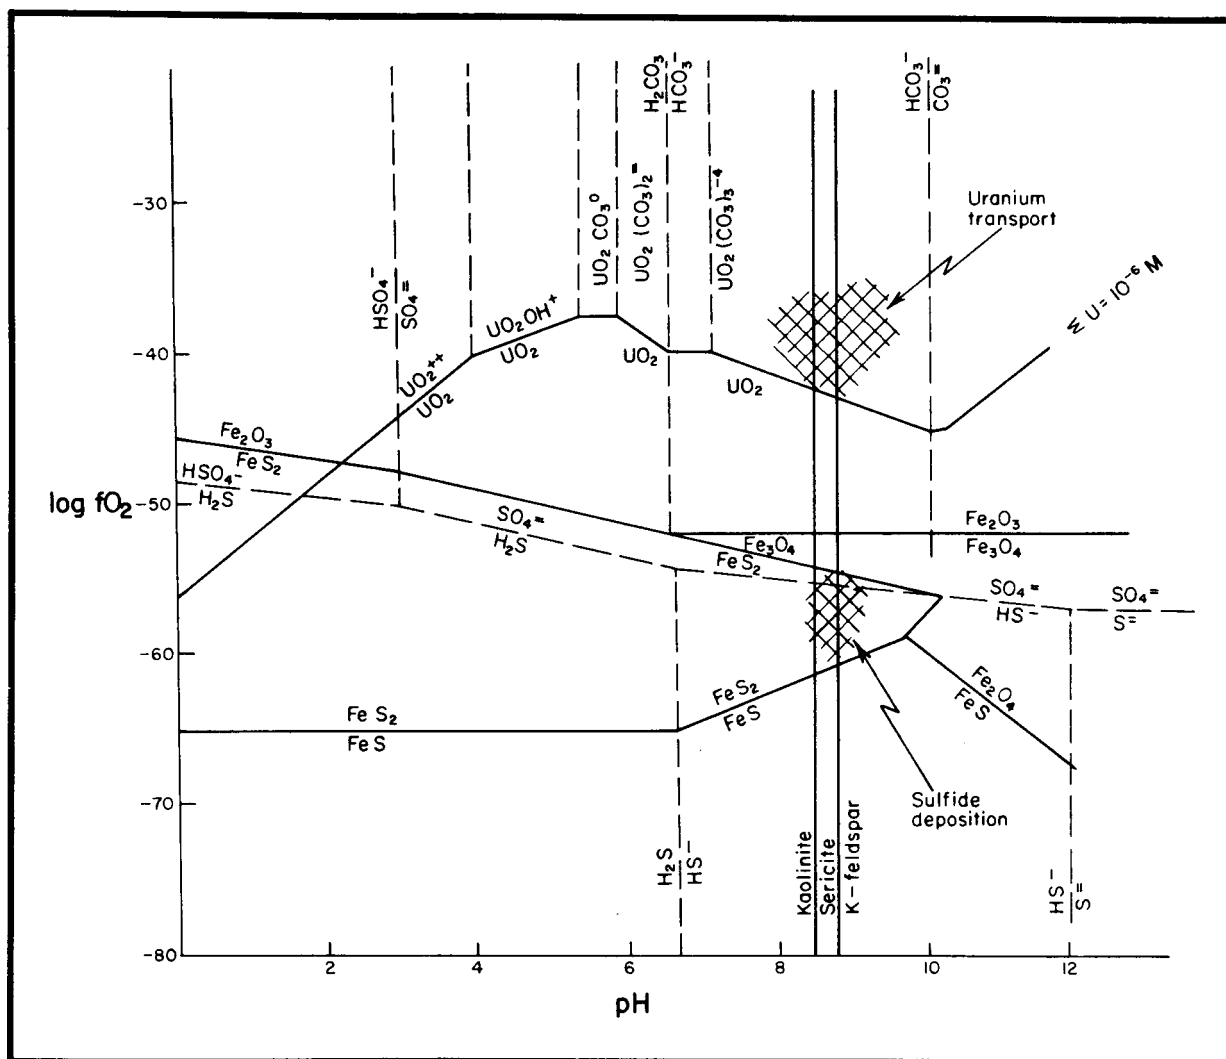 H₂CO₃
HCO₃⁻
HCO₃⁻
CO₃⁼
Uranium
transport
-30
UO₂ CO₃⁰
UO₂ (CO₃)₂⁼
UO₂ (CO₃)₃⁻⁴
HSO₄⁻
SO₄⁼
Σ U = 10⁻⁶ M
UO₂OH⁺
UO₂
-40
UO₂⁺⁺
UO₂
UO₂
UO₂
Fe₂O₃
FeS₂
HSO₄⁻
H₂S
log fO₂
-50
SO₄⁼
H₂S
Fe₂O₃
Fe₃O₄
Fe₃O₄
FeS₂
SO₄⁼
HS⁻
SO₄⁼
S⁼
-60
FeS₂
FeS
Fe₂O₄
FeS
FeS₂
FeS
-70
Sulfide
deposition
H₂S
HS⁻
Kaolinite
Sericite
K-feldspar
HS⁻
S⁼
-80
2
4
6
8
10
12
pH